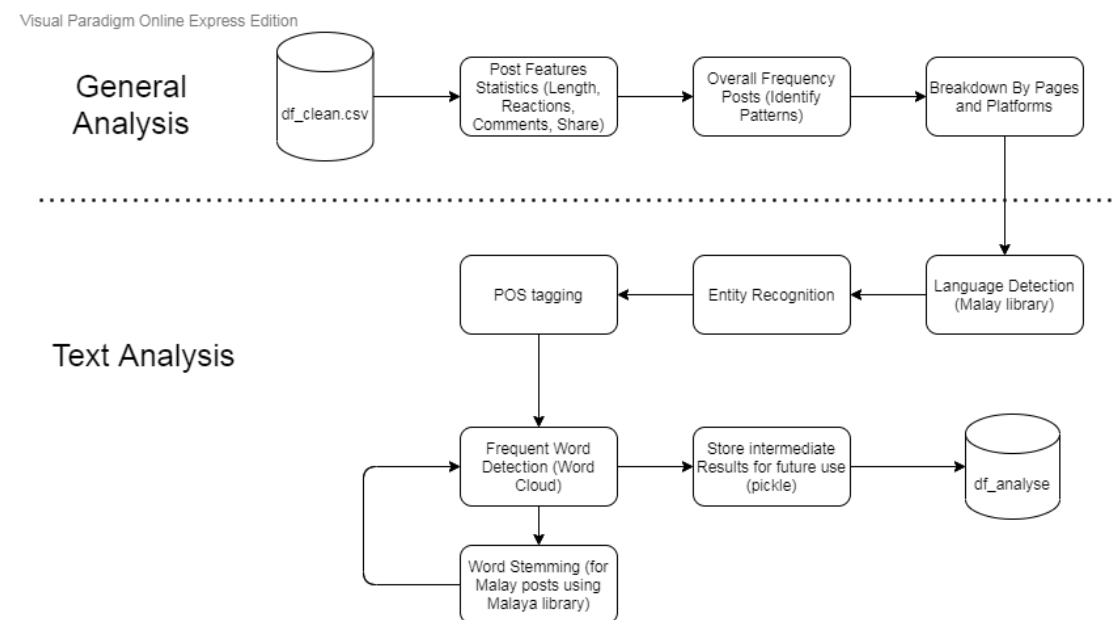 Visual Paradigm Online Express Edition
General
Analysis
df_clean.csv
Post Features
Statistics (Length,
Reactions,
Comments, Share)
Overall Frequency
Posts (Identify
Patterns)
Breakdown By Pages
and Platforms
Text Analysis
POS tagging
Entity Recognition
Language Detection
(Malay library)
Frequent Word
Detection (Word
Cloud)
Store intermediate
Results for future use
(pickle)
df_analyse
Word Stemming (for
Malay posts using
Malaya library)